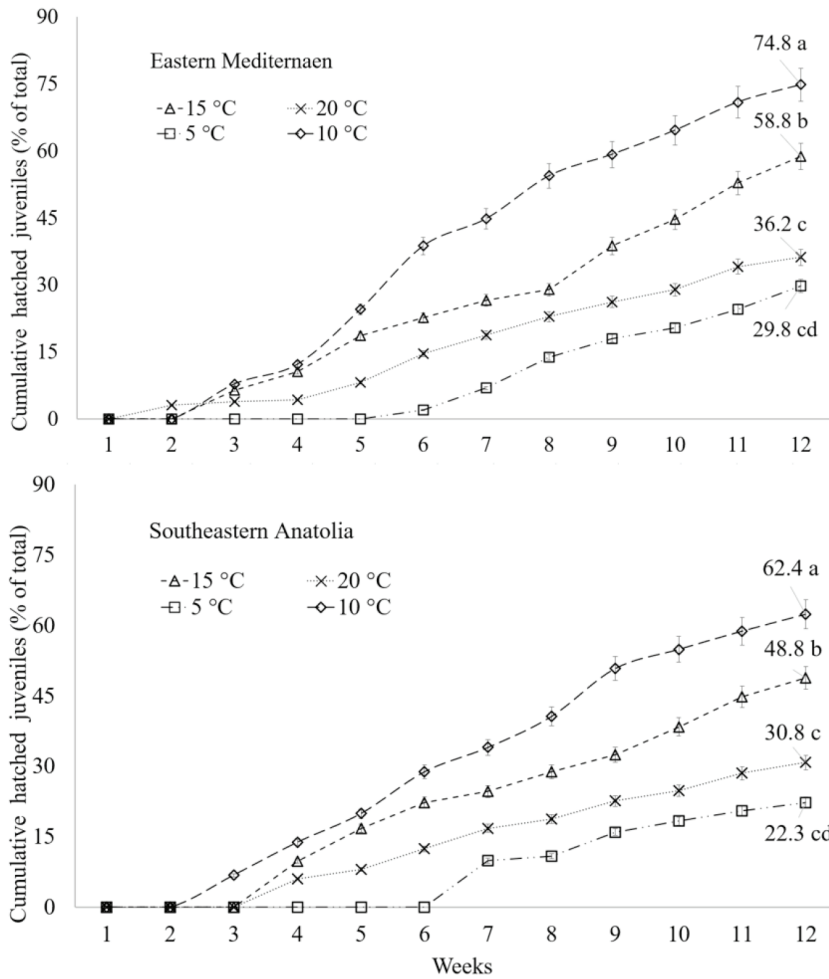 Cumulative hatched juveniles (% of total)
90
75
60
45
30
15
0
Eastern Mediternaen
15 °C
20 °C
5 °C
10 °C
74.8 a
58.8 b
36.2 c
29.8 cd
1 2 3 4 5 6 7 8 9 10 11 12
Cumulative hatched juveniles (% of total)
90
75
60
45
30
15
0
Southeastern Anatolia
15 °C
20 °C
5 °C
10 °C
62.4 a
48.8 b
30.8 c
22.3 cd
1 2 3 4 5 6 7 8 9 10 11 12
Weeks